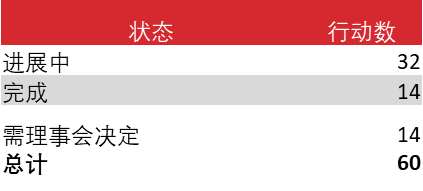 状态 行动数
进展中 32
完成 14
需理事会决定 14
总计 60